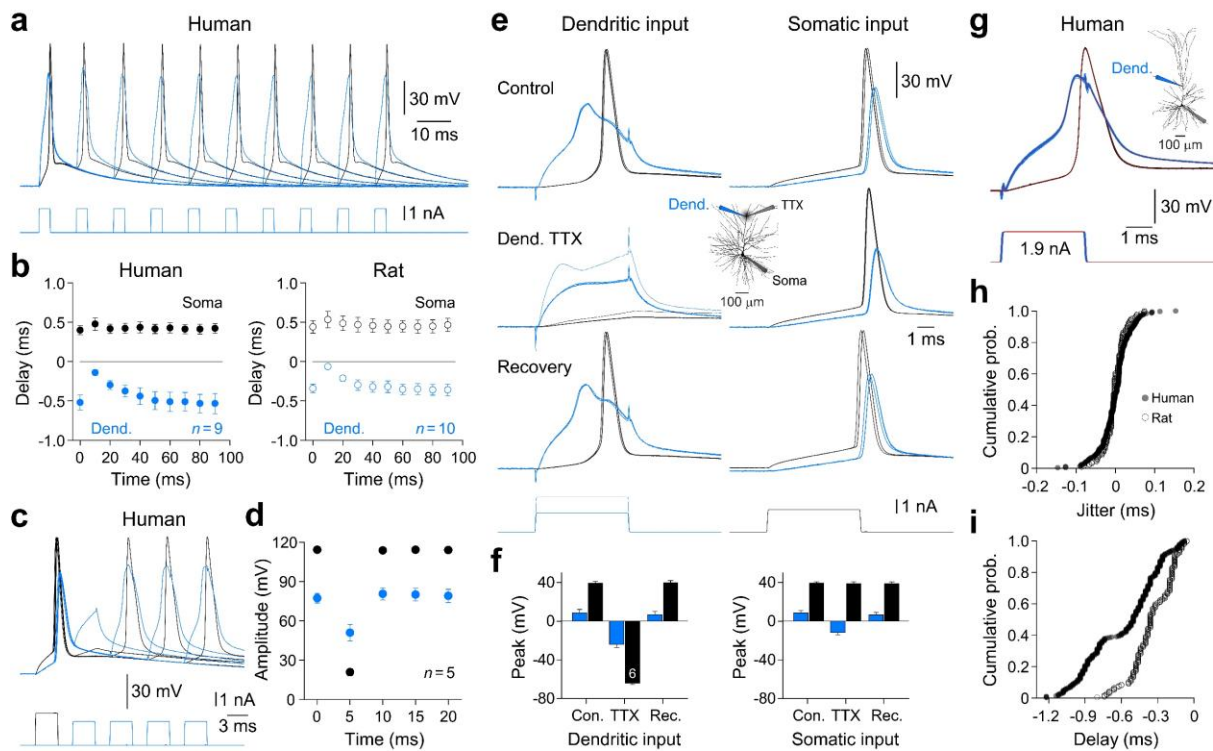 a
Human
30 mV
10 ms
1 nA
b
Human
Rat
Soma
Soma
Delay (ms)
1.0
0.5
0
-0.5
-1.0
Dend.
n=9
0 20 40 60 80 100
Time (ms)
Delay (ms)
1.0
0.5
0
-0.5
-1.0
Dend.
n=10
0 20 40 60 80 100
Time (ms)
c
Human
30 mV
1 nA
3 ms
d
Amplitude (mV)
120
90
60
30
0
n=5
0 5 10 15 20
Time (ms)
e
Dendritic input
Somatic input
Control
30 mV
Dend. TTX
Dend.
TTX
Soma
100 μm
1 ms
Recovery
1 nA
f
Peak (mV)
40
0
-40
-80
6
Con. TTX Rec.
Dendritic input
Peak (mV)
40
0
-40
-80
Con. TTX Rec.
Somatic input
g
Human
Dend.
100 μm
30 mV
1 ms
1.9 nA
h
Cumulative prob.
1.0
0.8
0.6
0.4
0.2
0
Human
Rat
-0.2 -0.1 0 0.1 0.2
Jitter (ms)
i
Cumulative prob.
1.0
0.8
0.6
0.4
0.2
0
-1.2 -0.9 -0.6 -0.3 0
Delay (ms)